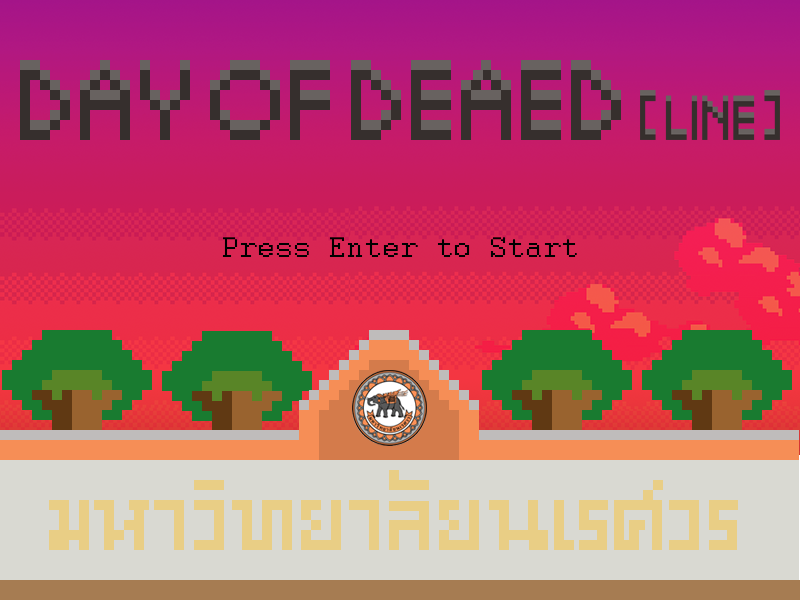 DAY OF DEAED [LINE]
Press Enter to Start
มหาวิทยาลัยนเรศวร